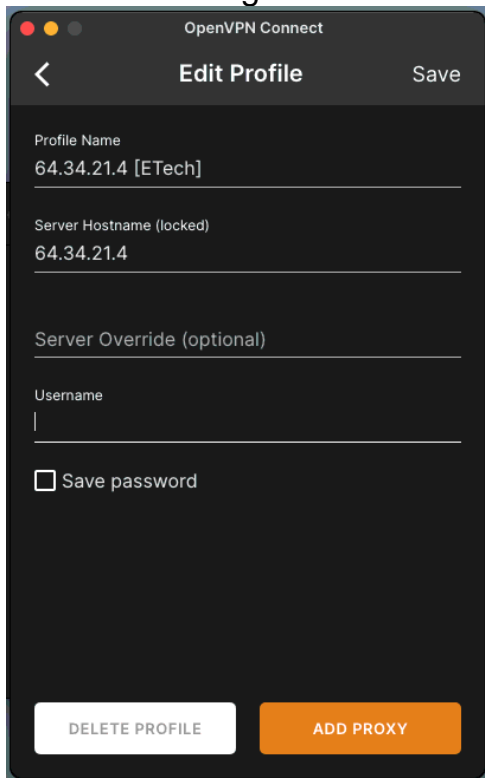 OpenVPN Connect
Edit Profile Save
Profile Name
64.34.21.4 [ETech]
Server Hostname (locked)
64.34.21.4
Server Override (optional)
Username
Save password
DELETE PROFILE ADD PROXY